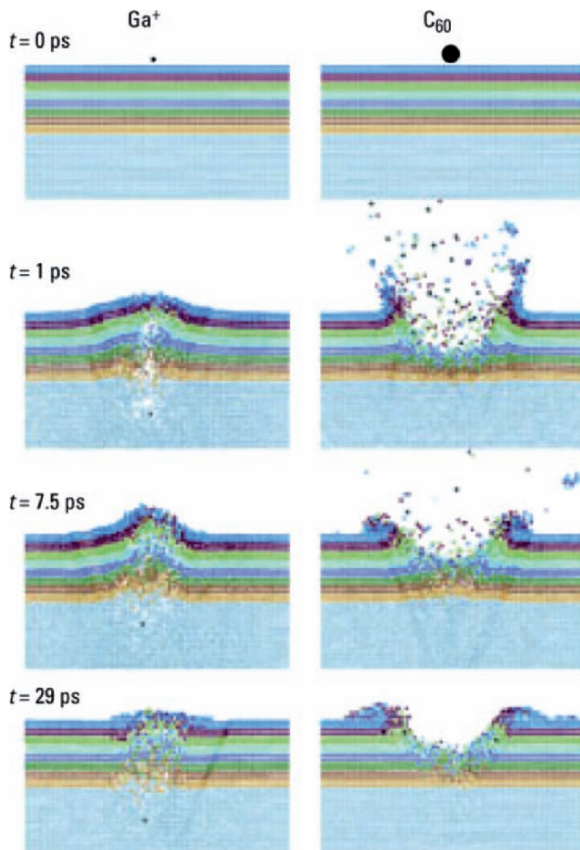 Ga⁺ C₆₀
t = 0 ps
t = 1 ps
t = 7.5 ps
t = 29 ps